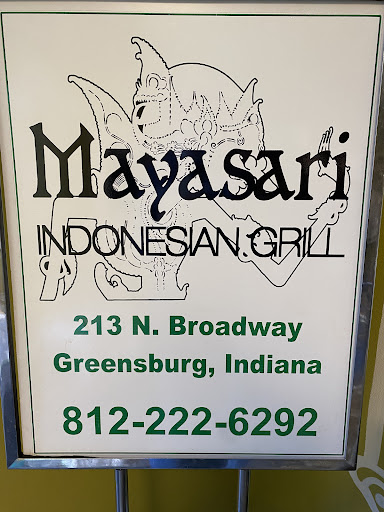 Mayasari
INDONESIAN GRILL
213 N. Broadway
Greensburg, Indiana
812-222-6292